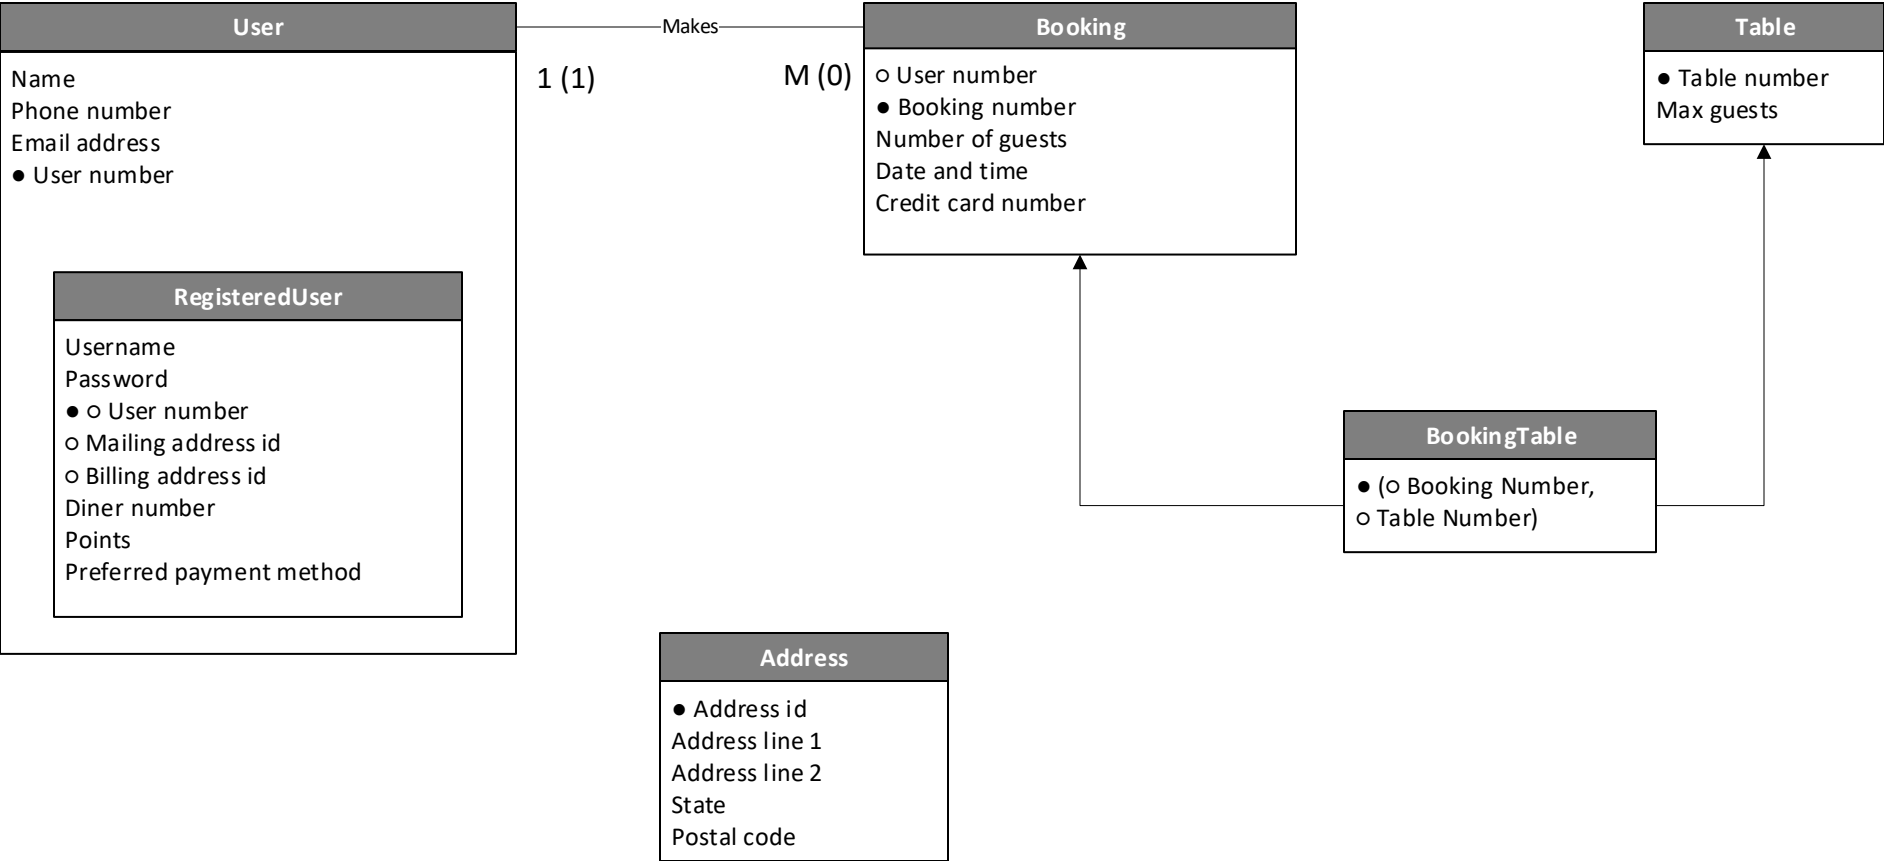 User
Name
Phone number
Email address
● User number
RegisteredUser
Username
Password
● ○ User number
○ Mailing address id
○ Billing address id
Diner number
Points
Preferred payment method
Makes
1 (1)
M (0)
Booking
○ User number
● Booking number
Number of guests
Date and time
Credit card number
Table
● Table number
Max guests
BookingTable
● (○ Booking Number,
○ Table Number)
Address
● Address id
Address line 1
Address line 2
State
Postal code